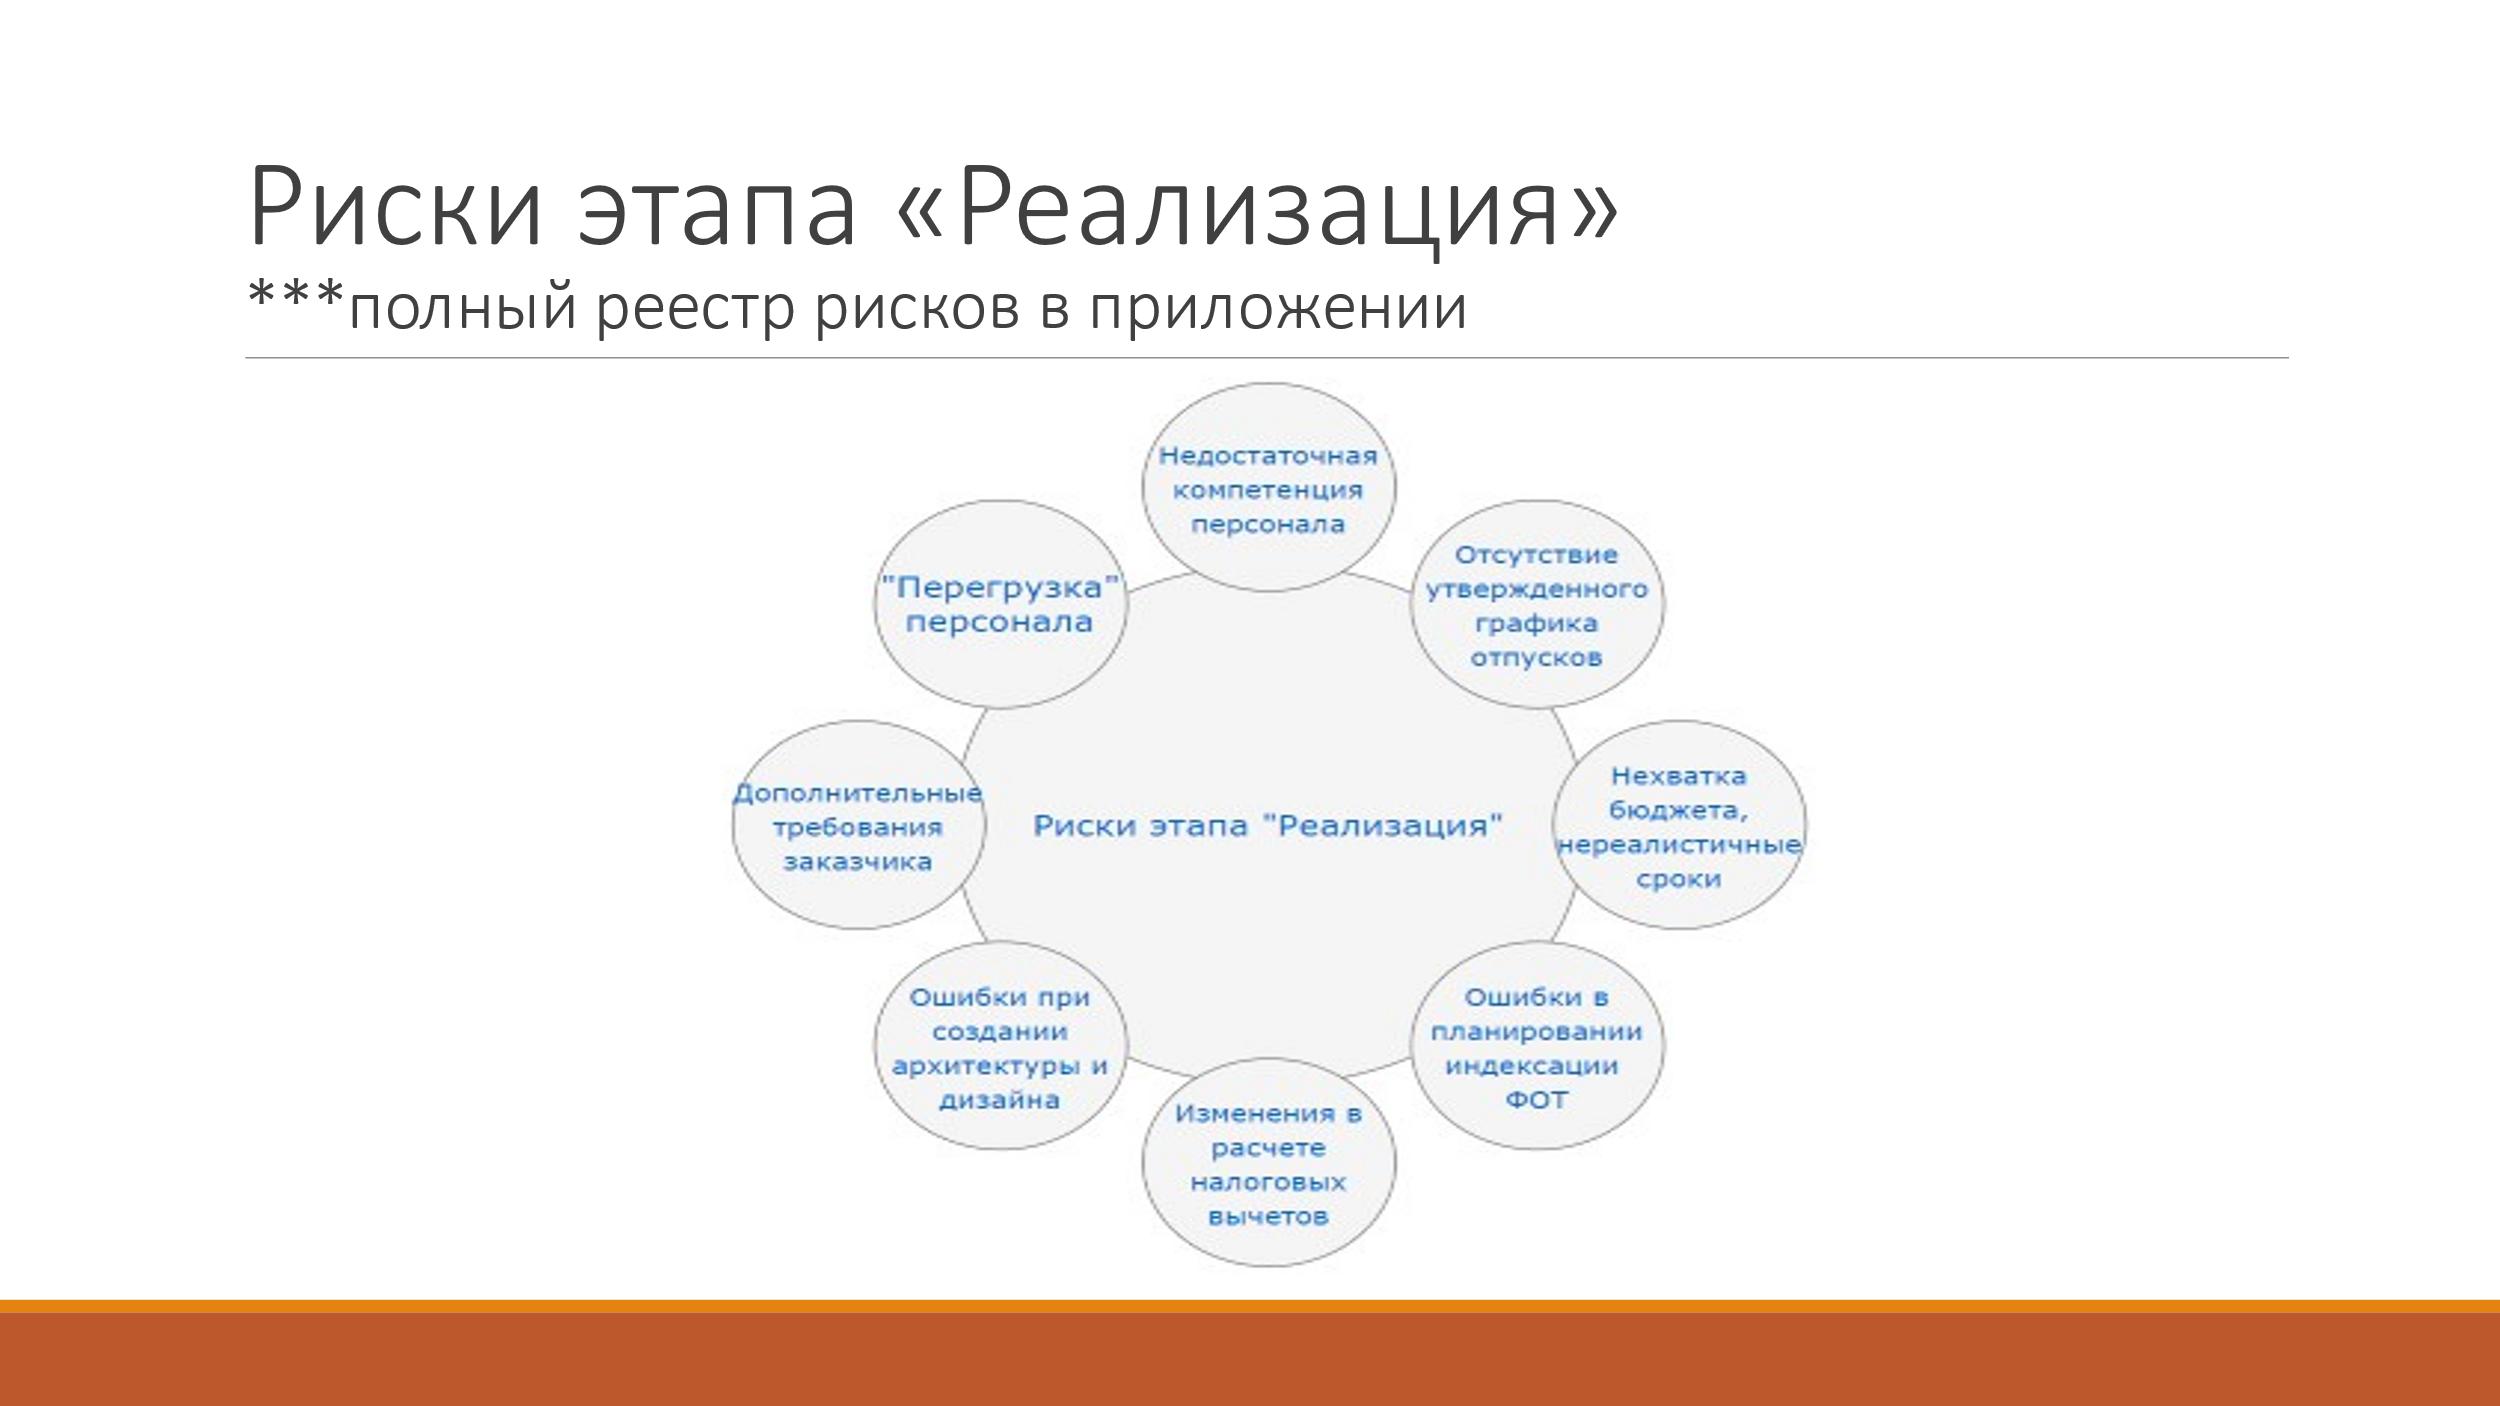 Риски этапа «Реализация»
***полный реестр рисков в приложении
Недостаточная
компетенция
персонала
Отсутствие
утвержденного
графика
отпусков
"Перегрузка"
персонала
Нехватка
бюджета,
нереалистичные
сроки
Дополнительные
требования
заказчика
Риски этапа "Реализация"
Ошибки при
создании
архитектуры и
дизайна
Ошибки в
планировании
индексации
ФОТ
Изменения в
расчете
налоговых
вычетов